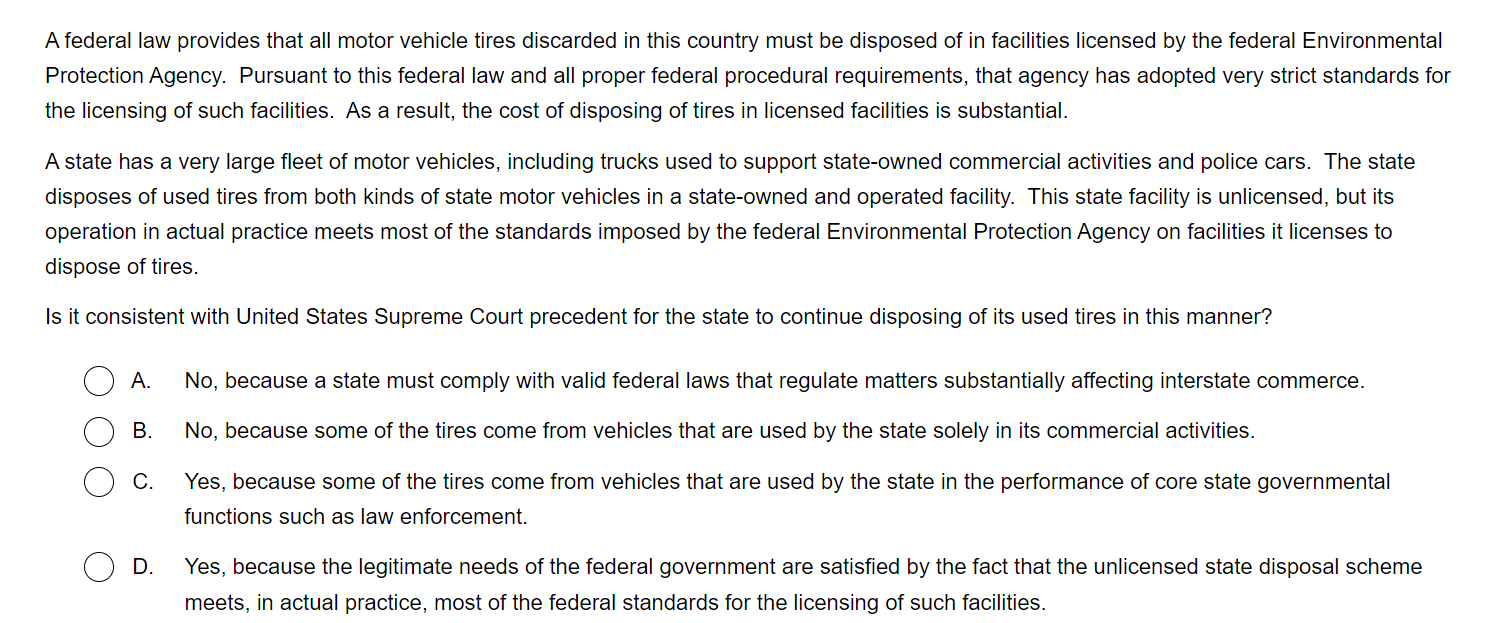 A federal law provides that all motor vehicle tires discarded in this country must be disposed of in facilities licensed by the federal Environmental
Protection Agency.  Pursuant to this federal law and all proper federal procedural requirements, that agency has adopted very strict standards for
the licensing of such facilities.  As a result, the cost of disposing of tires in licensed facilities is substantial.
A state has a very large fleet of motor vehicles, including trucks used to support state-owned commercial activities and police cars.  The state
disposes of used tires from both kinds of state motor vehicles in a state-owned and operated facility.  This state facility is unlicensed, but its
operation in actual practice meets most of the standards imposed by the federal Environmental Protection Agency on facilities it licenses to
dispose of tires.
Is it consistent with United States Supreme Court precedent for the state to continue disposing of its used tires in this manner?
A. No, because a state must comply with valid federal laws that regulate matters substantially affecting interstate commerce.
B. No, because some of the tires come from vehicles that are used by the state solely in its commercial activities.
C. Yes, because some of the tires come from vehicles that are used by the state in the performance of core state governmental
functions such as law enforcement.
D. Yes, because the legitimate needs of the federal government are satisfied by the fact that the unlicensed state disposal scheme
meets, in actual practice, most of the federal standards for the licensing of such facilities.